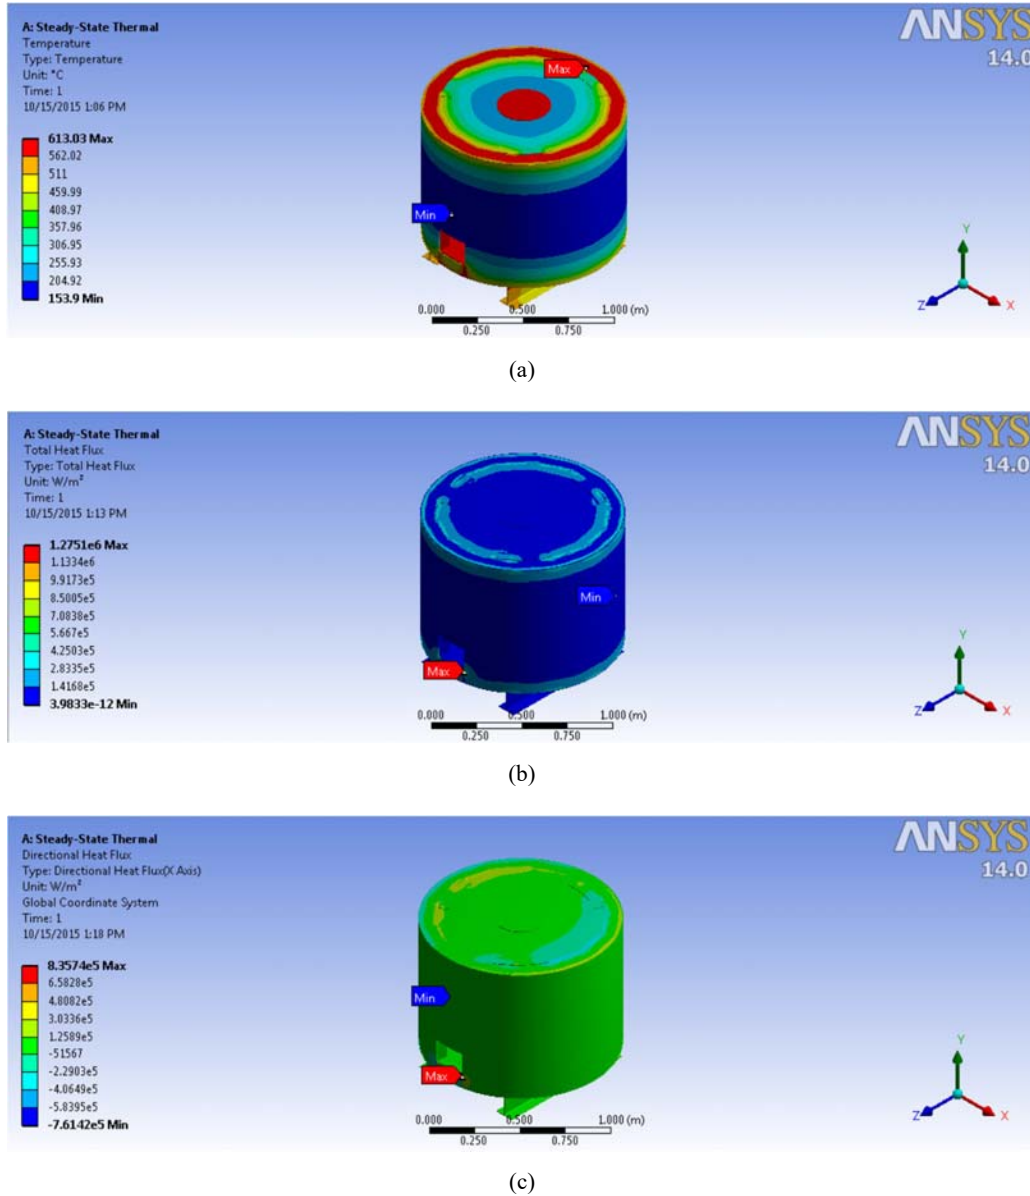 A: Steady-State Thermal
Temperature
Type: Temperature
Unit: °C
Time: 1
10/15/2015 1:06 PM
613.03 Max
562.02
511
459.99
408.97
357.96
306.95
255.93
204.92
153.9 Min
ANSYS
14.0
Max
Min
Y
Z
X
0.000 0.500 1.000 (m)
0.250 0.750
(a)
A: Steady-State Thermal
Total Heat Flux
Type: Total Heat Flux
Unit: W/m²
Time: 1
10/15/2015 1:13 PM
1.2751e6 Max
1.1334e6
9.9173e5
8.5005e5
7.0838e5
5.667e5
4.2503e5
2.8335e5
1.4168e5
3.9833e-12 Min
ANSYS
14.0
Min
Max
Y
Z
X
0.000 0.500 1.000 (m)
0.250 0.750
(b)
A: Steady-State Thermal
Directional Heat Flux
Type: Directional Heat Flux(X Axis)
Unit: W/m²
Global Coordinate System
Time: 1
10/15/2015 1:18 PM
8.3574e5 Max
6.5828e5
4.8082e5
3.0336e5
1.2589e5
-51567
-2.2903e5
-4.0649e5
-5.8395e5
-7.6142e5 Min
ANSYS
14.0
Min
Max
Y
Z
X
0.000 0.500 1.000 (m)
0.250 0.750
(c)